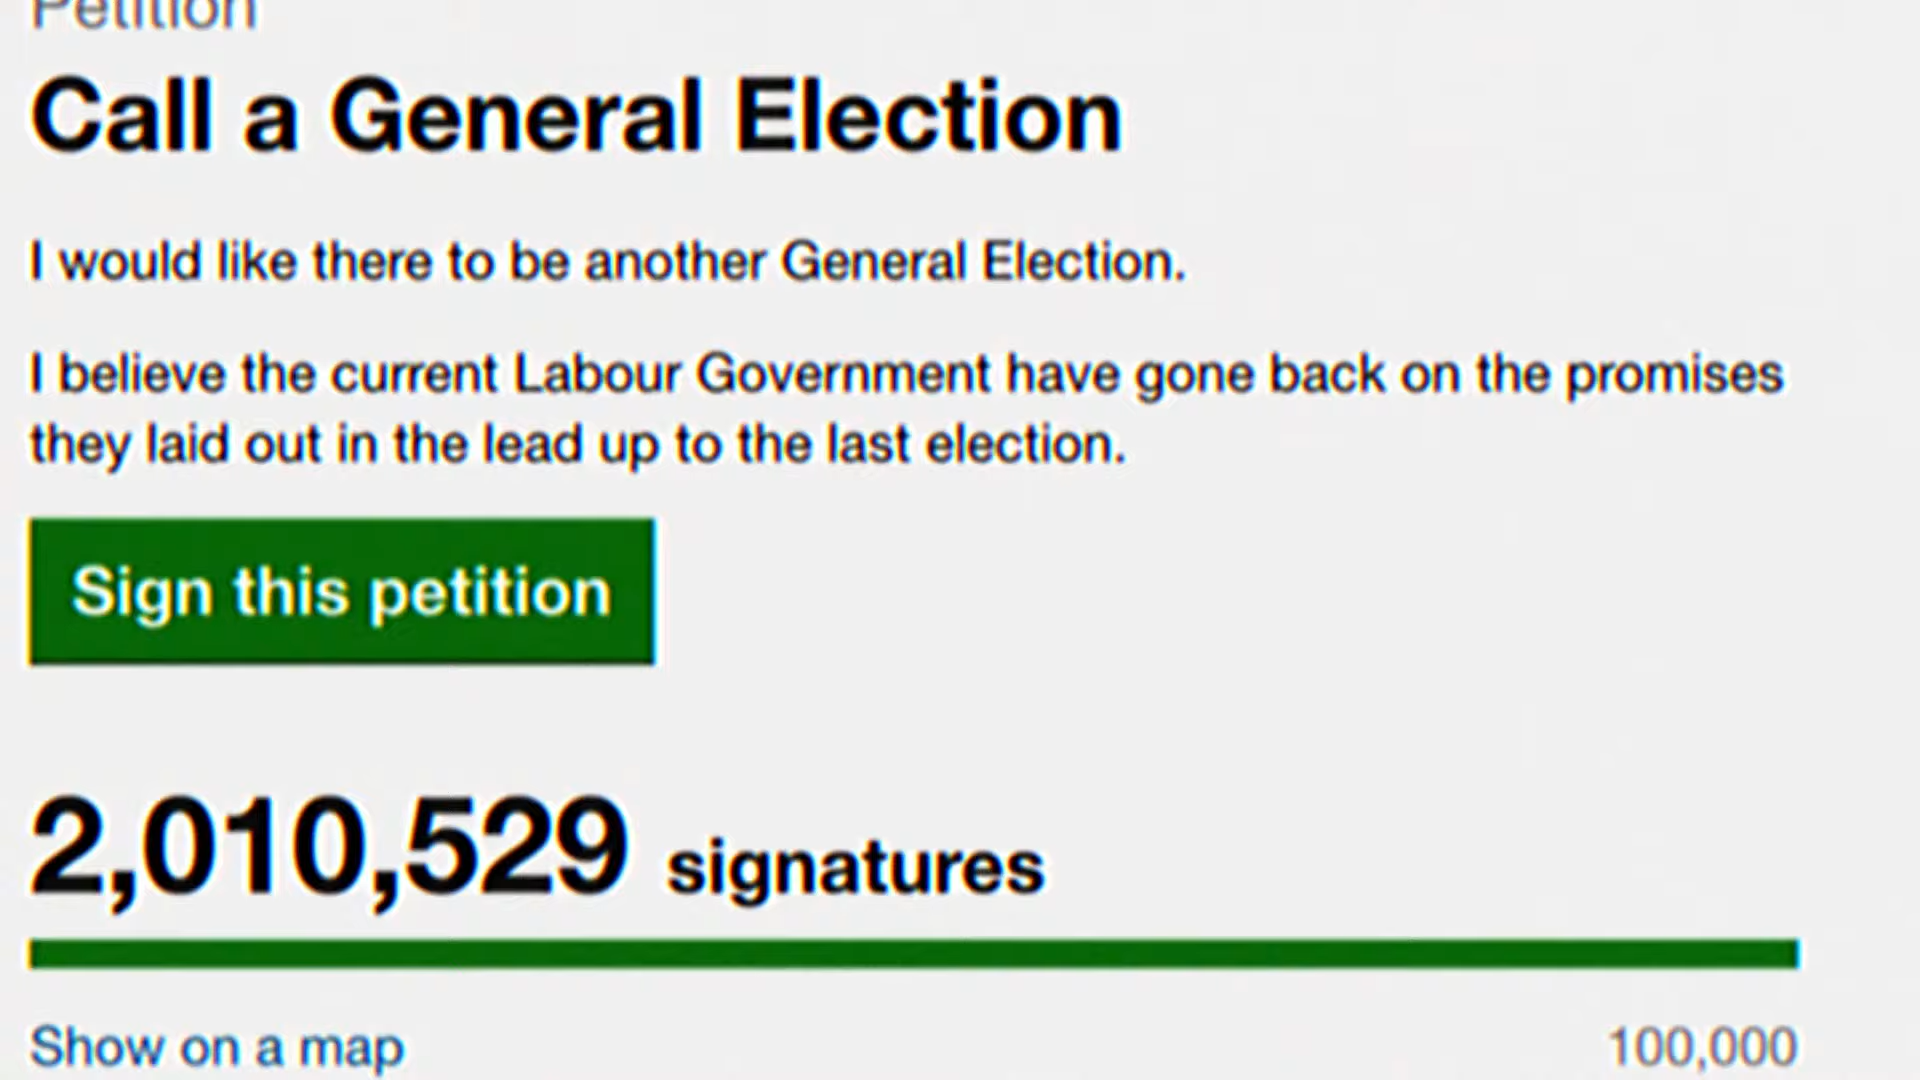 Petition
Call a General Election
I would like there to be another General Election.
I believe the current Labour Government have gone back on the promises
they laid out in the lead up to the last election.
Sign this petition
2,010,529 signatures
Show on a map
100,000